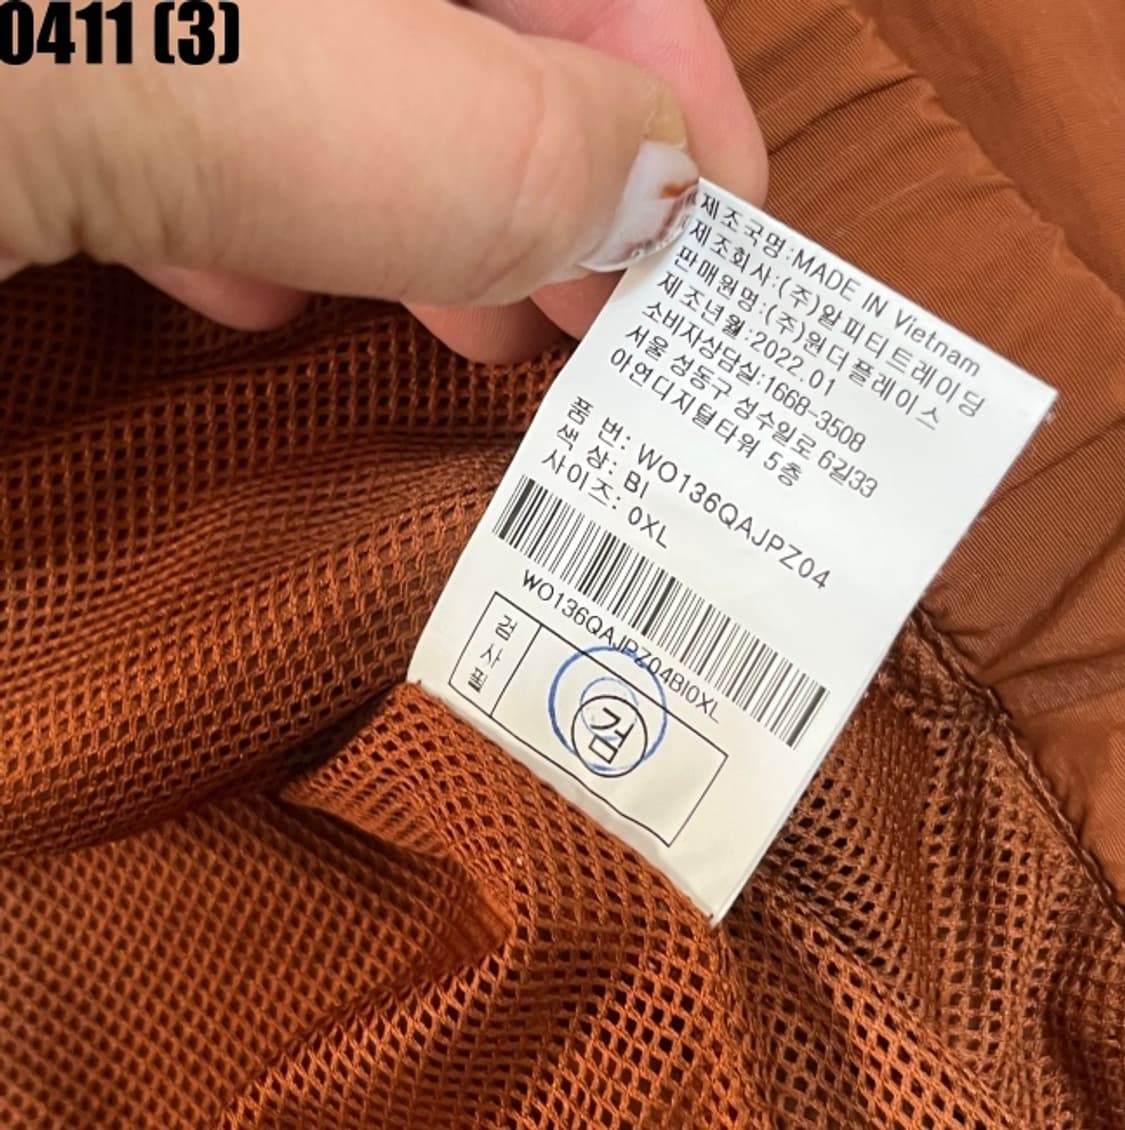 0411 (3)
제조국명:MADE IN Vietnam
제조회사:(주)알피티트레이딩
판매원명:(주)원더플레이스
제조년월:2022.01
소비자상담실:1668-3508
서울 성동구 성수일로 6길33
아연디지털타워 5층
품 번: WO136QAJPZ04
색 상: BI
사이즈: 0XL
WO136QAJPZ04BI0XL
검사필
검